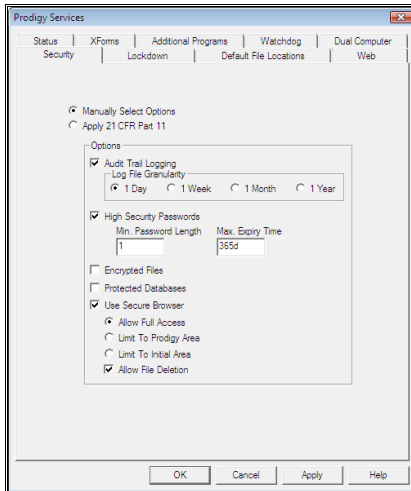 Prodigy Services
Status XForms Additional Programs Watchdog Dual Computer
Security Lockdown Default File Locations Web
Manually Select Options
Apply 21 CFR Part 11
Options
Audit Trail Logging
Log File Granularity
1 Day 1 Week 1 Month 1 Year
High Security Passwords
Min. Password Length Max. Expiry Time
1 365d
Encrypted Files
Protected Databases
Use Secure Browser
Allow Full Access
Limit To Prodigy Area
Limit To Initial Area
Allow File Deletion
OK Cancel Apply Help